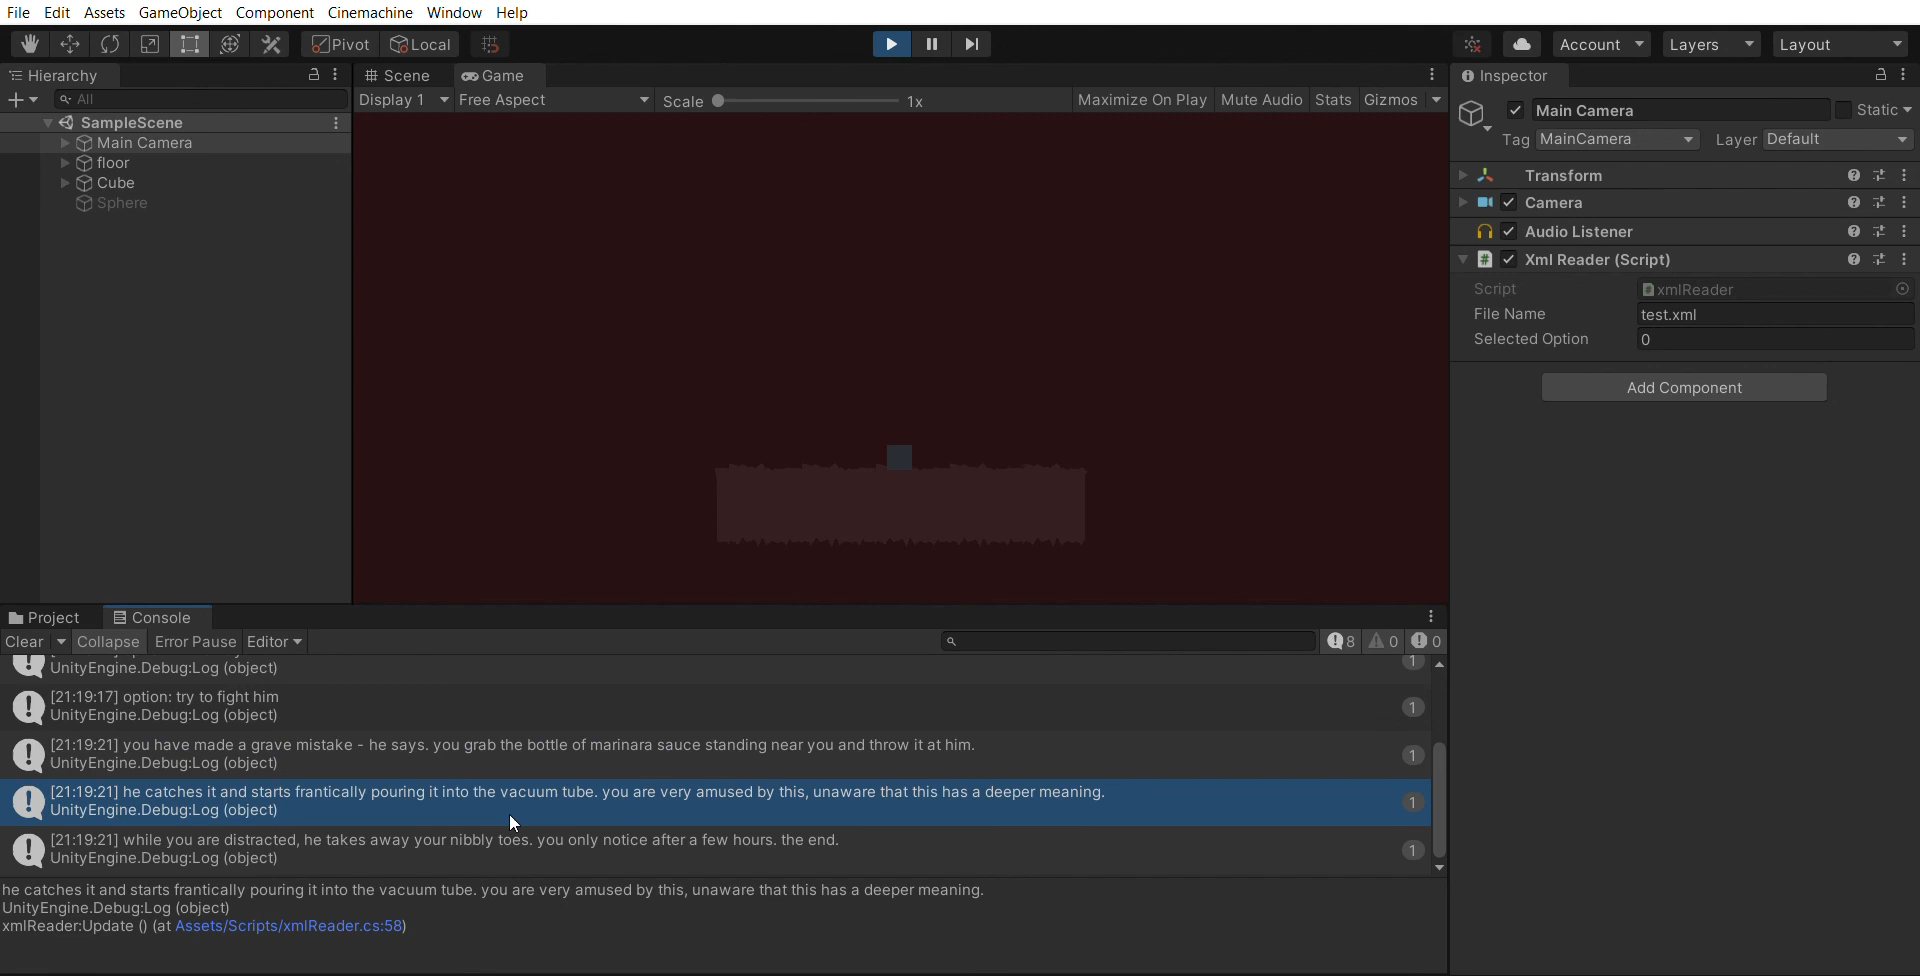 File Edit Assets GameObject Component Cinemachine Window Help
Pivot Local Account Layers Layout
Hierarchy
All
SampleScene
Main Camera
floor
Cube
Sphere
Scene Game
Display 1 Free Aspect Scale 1x Maximize On Play Mute Audio Stats Gizmos
Inspector
Main Camera Static
Tag MainCamera Layer Default
Transform
Camera
Audio Listener
# Xml Reader (Script)
Script xmlReader
File Name test.xml
Selected Option 0
Add Component
Project Console
Clear Collapse Error Pause Editor 8 0 0
UnityEngine.Debug:Log (object) 1
[21:19:17] option: try to fight him
UnityEngine.Debug:Log (object) 1
[21:19:21] you have made a grave mistake - he says. you grab the bottle of marinara sauce standing near you and throw it at him.
UnityEngine.Debug:Log (object) 1
[21:19:21] he catches it and starts frantically pouring it into the vacuum tube. you are very amused by this, unaware that this has a deeper meaning.
UnityEngine.Debug:Log (object) 1
[21:19:21] while you are distracted, he takes away your nibbly toes. you only notice after a few hours. the end.
UnityEngine.Debug:Log (object) 1
he catches it and starts frantically pouring it into the vacuum tube. you are very amused by this, unaware that this has a deeper meaning.
UnityEngine.Debug:Log (object)
xmlReader:Update () (at Assets/Scripts/xmlReader.cs:58)